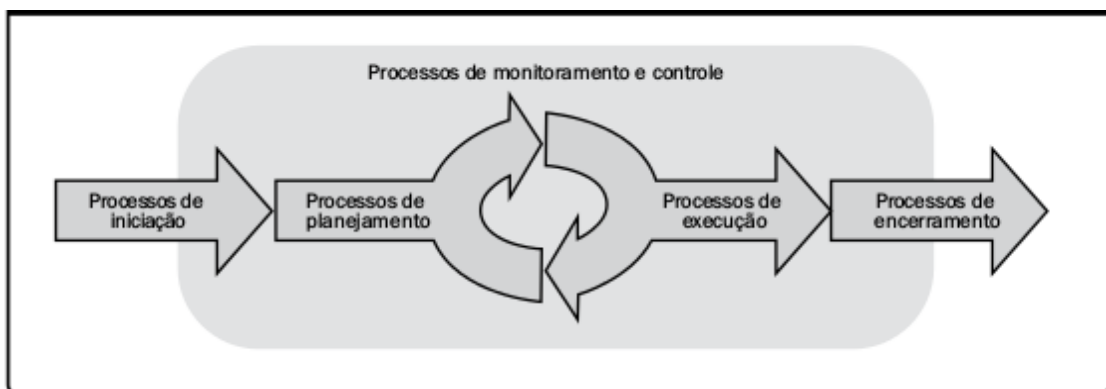 Processos de monitoramento e controle
Processos de
iniciação
Processos de
planejamento
Processos de
execução
Processos de
encerramento